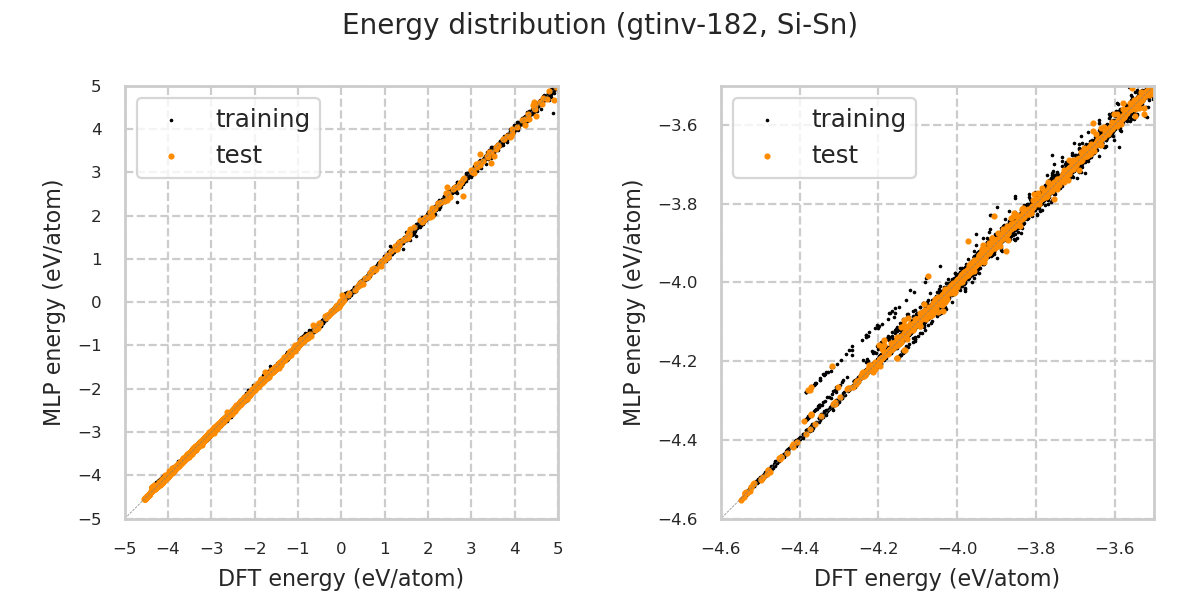 Energy distribution (gtinv-182, Si-Sn)
MLP energy (eV/atom)
5
4
3
2
1
0
−1
−2
−3
−4
−5
training
test
−5 −4 −3 −2 −1 0 1 2 3 4 5
DFT energy (eV/atom)
MLP energy (eV/atom)
−3.6
−3.8
−4.0
−4.2
−4.4
−4.6
training
test
−4.6 −4.4 −4.2 −4.0 −3.8 −3.6
DFT energy (eV/atom)